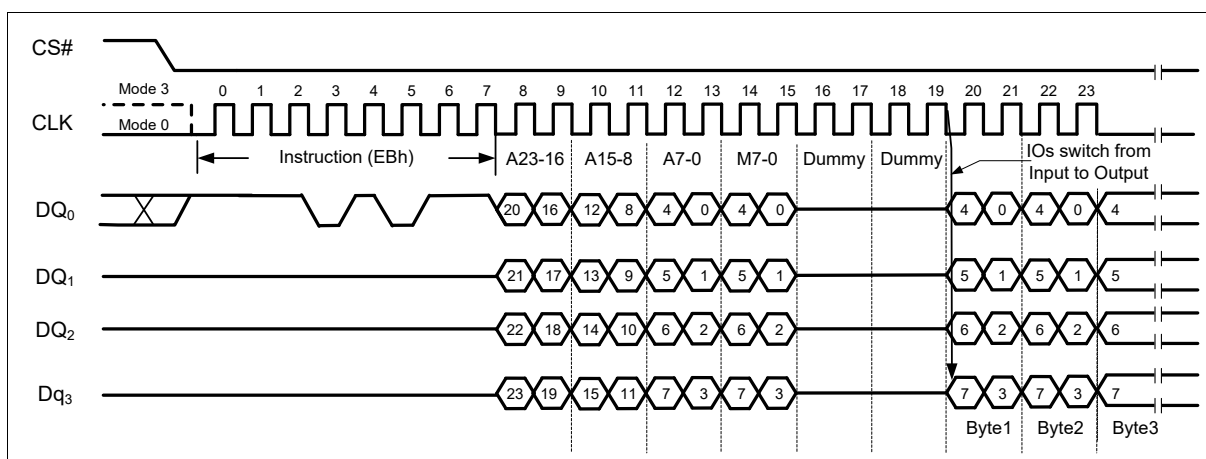 CS#
Mode 3
0 1 2 3 4 5 6 7 8 9 10 11 12 13 14 15 16 17 18 19 20 21 22 23
CLK
Mode 0
Instruction (EBh)
A23-16 A15-8 A7-0 M7-0 Dummy Dummy
IOs switch from
Input to Output
DQ0 20 16 12 8 4 0 4 0 4 0 4 0 4
DQ1 21 17 13 9 5 1 5 1 5 1 5 1 5
DQ2 22 18 14 10 6 2 6 2 6 2 6 2 6
Dq3 23 19 15 11 7 3 7 3 7 3 7 3 7
Byte1 Byte2 Byte3